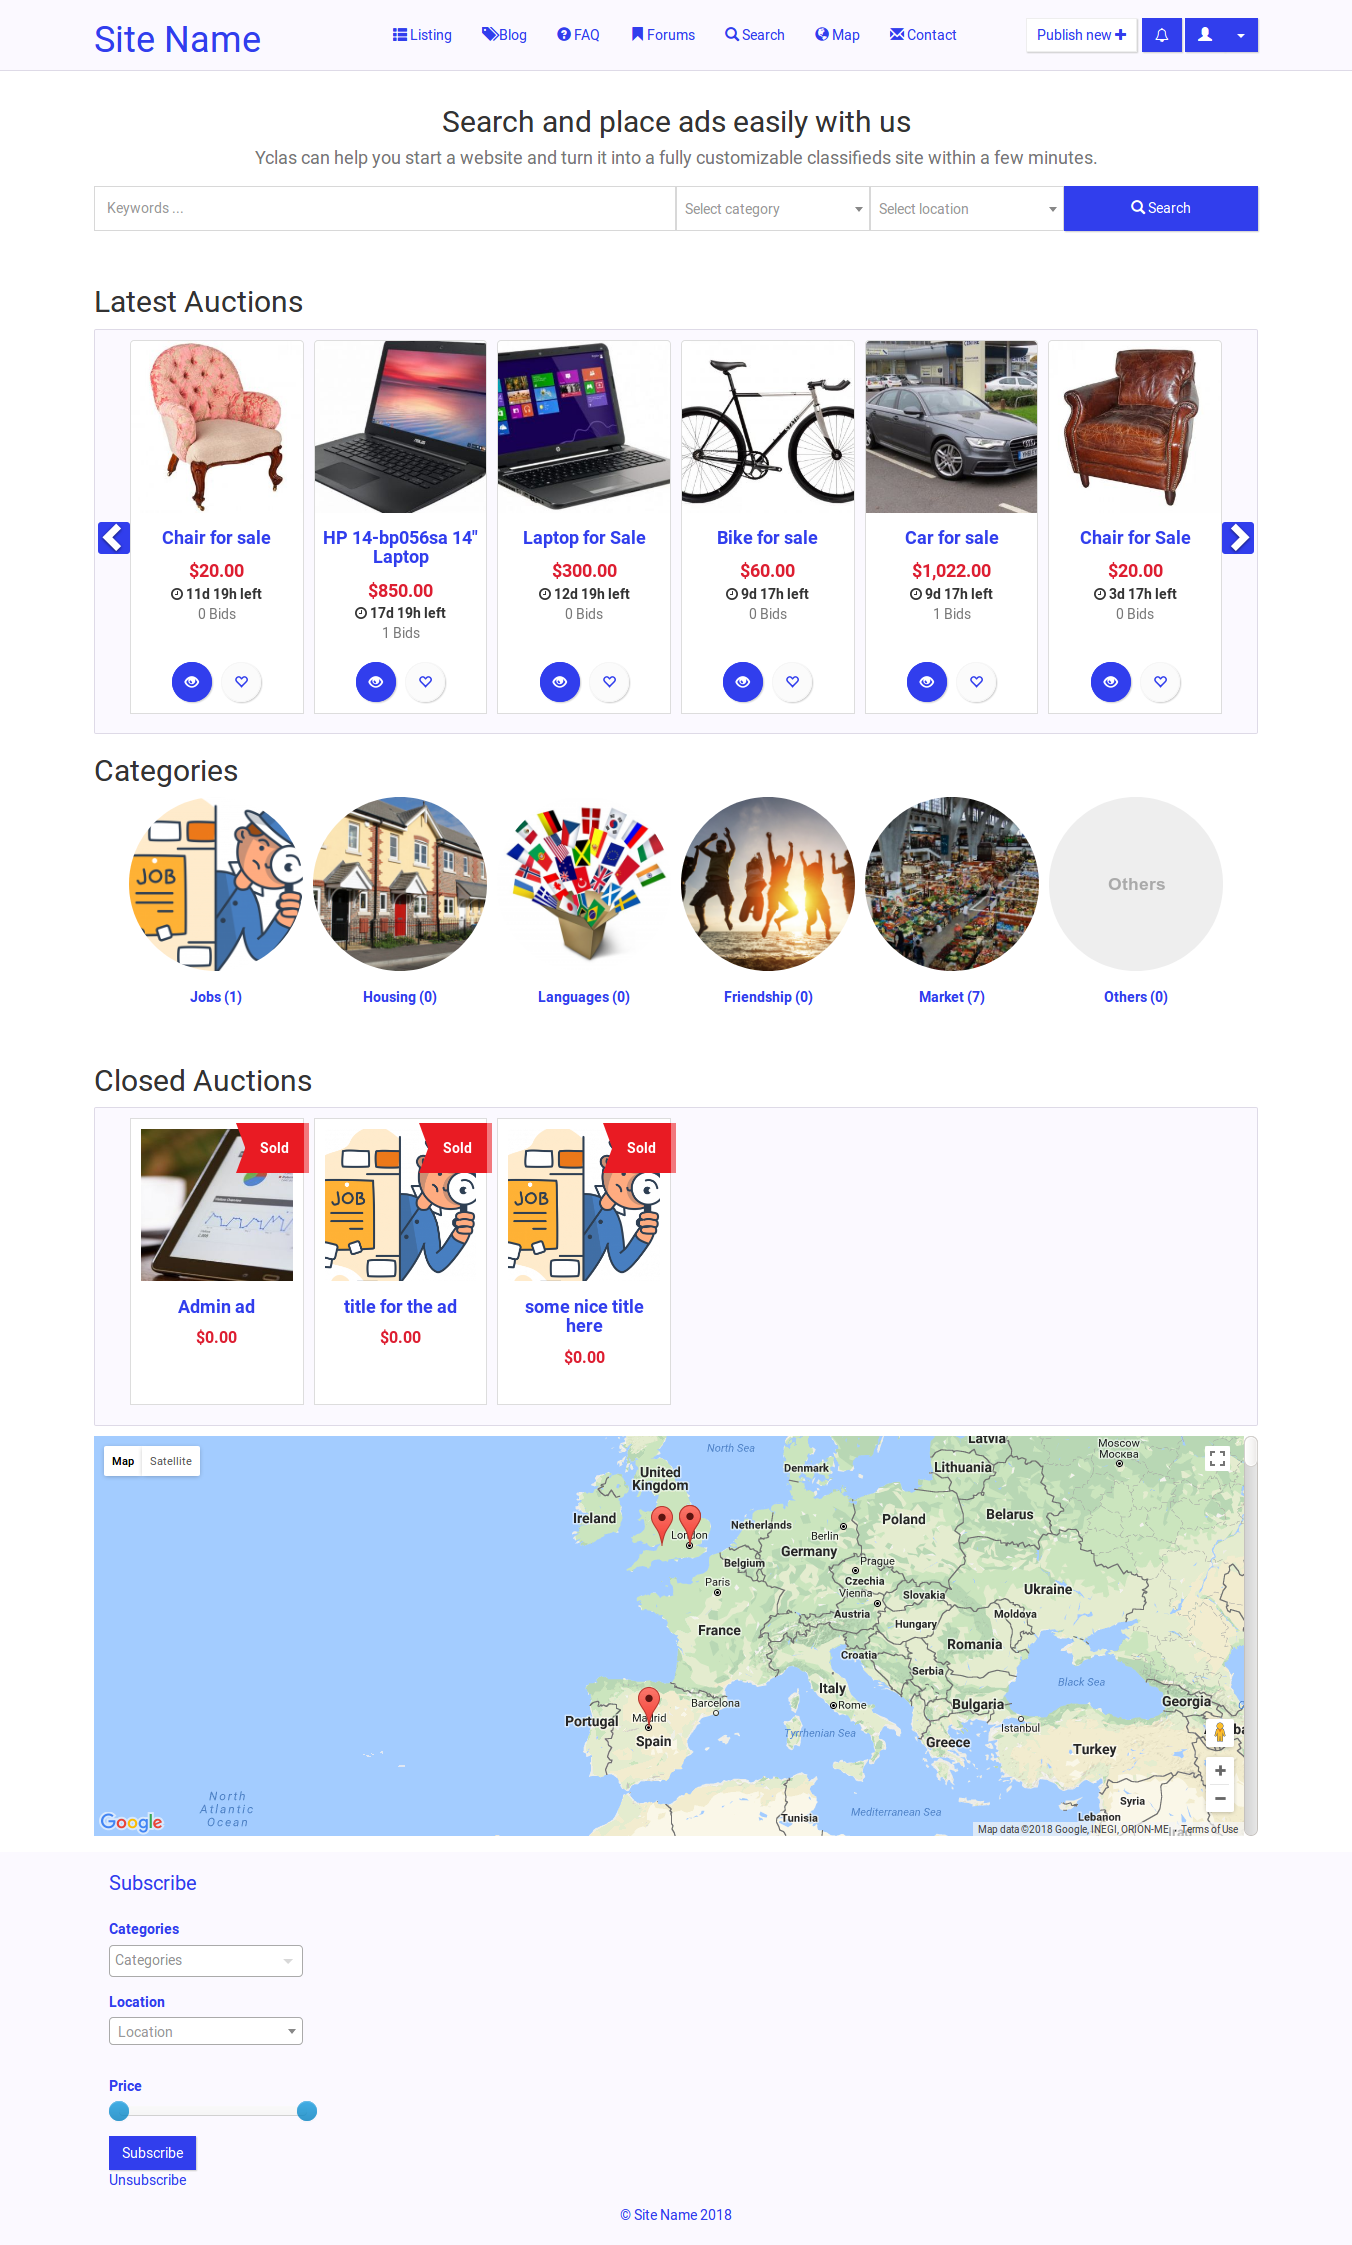 Site Name
Listing
Blog
FAQ
Forums
Search
Map
Contact
Publish new
Search and place ads easily with us
Yclas can help you start a website and turn it into a fully customizable classifieds site within a few minutes.
Keywords ...
Select category
Select location
Search
Latest Auctions
Chair for sale
$20.00
11d 19h left
0 Bids
HP 14-bp056sa 14"
Laptop
$850.00
17d 19h left
1 Bids
Laptop for Sale
$300.00
12d 19h left
0 Bids
Bike for sale
$60.00
9d 17h left
0 Bids
Car for sale
$1,022.00
9d 17h left
1 Bids
Chair for Sale
$20.00
3d 17h left
0 Bids
Categories
JOB
Others
Jobs (1)
Housing (0)
Languages (0)
Friendship (0)
Market (7)
Others (0)
Closed Auctions
Sold
Admin ad
$0.00
Sold
JOB
title for the ad
$0.00
Sold
JOB
some nice title
here
$0.00
Map
Satellite
North Sea
Latvia
Moscow
Москва
United
Kingdom
Denmark
Lithuania
Ireland
Netherlands
Berlin
Poland
Belarus
London
Belgium
Germany
Prague
Paris
Czechia
Vienna
Slovakia
Ukraine
Austria
Hungary
Moldova
France
Croatia
Romania
Serbia
Italy
Black Sea
Barcelona
Rome
Bulgaria
Georgia
Portugal
Madrid
Spain
Tyrrhenian Sea
Istanbul
Greece
Turkey
North
Atlantic
Ocean
Tunisia
Mediterranean Sea
Syria
Lebanon
Google
Map data ©2018 Google, INEGI, ORION-ME
Terms of Use
Subscribe
Categories
Categories
Location
Location
Price
Subscribe
Unsubscribe
© Site Name 2018